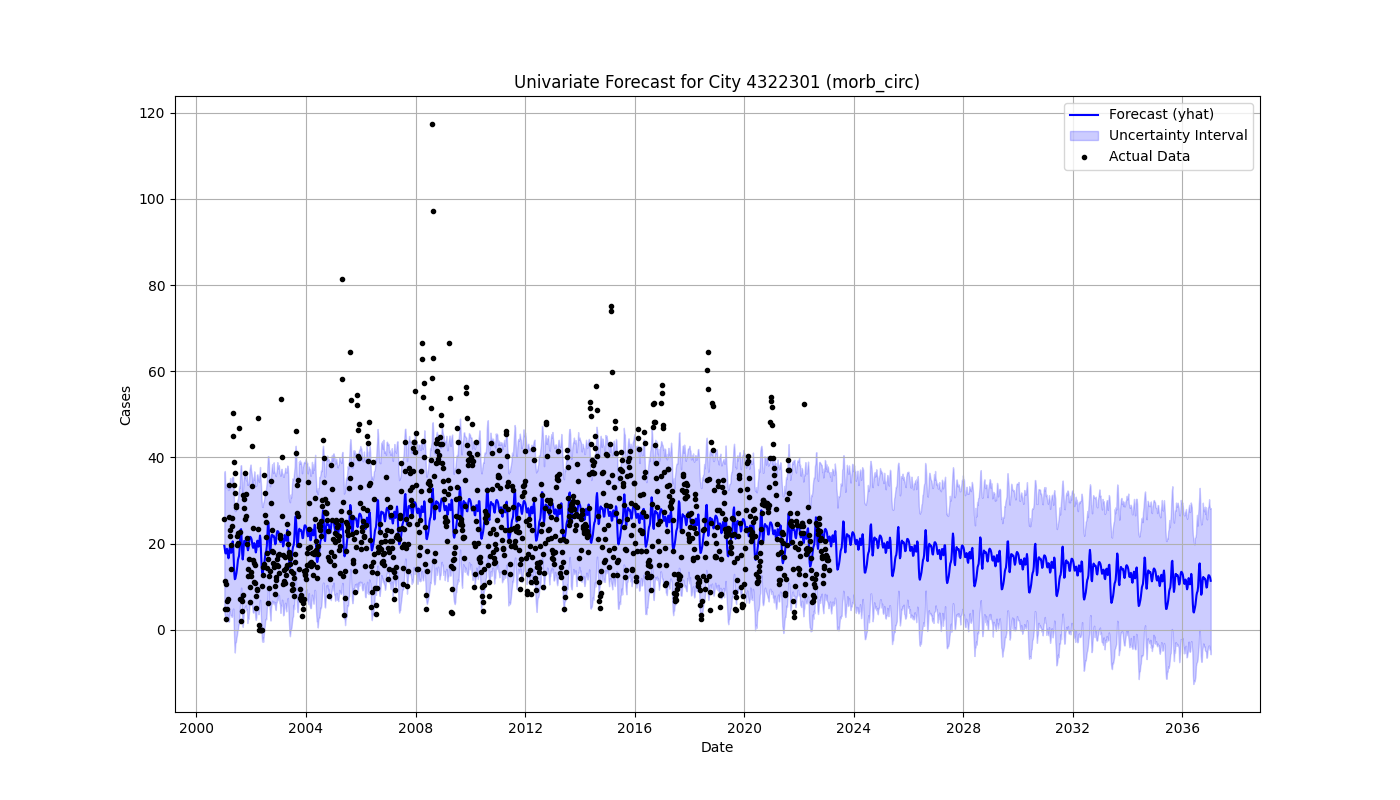 Univariate Forecast for City 4322301 (morb_circ)
Forecast (yhat)
Uncertainty Interval
Actual Data
120
100
80
60
40
20
0
Cases
2000 2004 2008 2012 2016 2020 2024 2028 2032 2036
Date